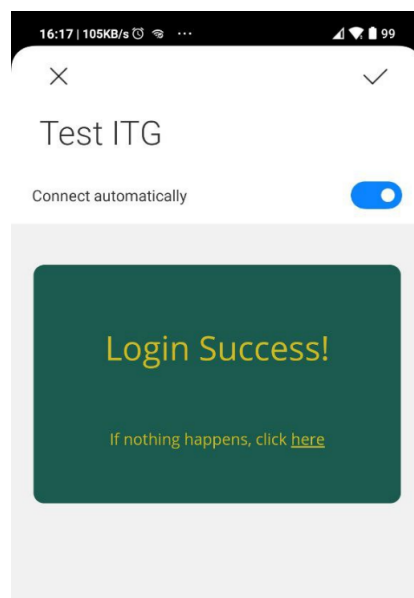 16:17 | 105KB/s ... 99
Test ITG
Connect automatically
Login Success!
If nothing happens, click here